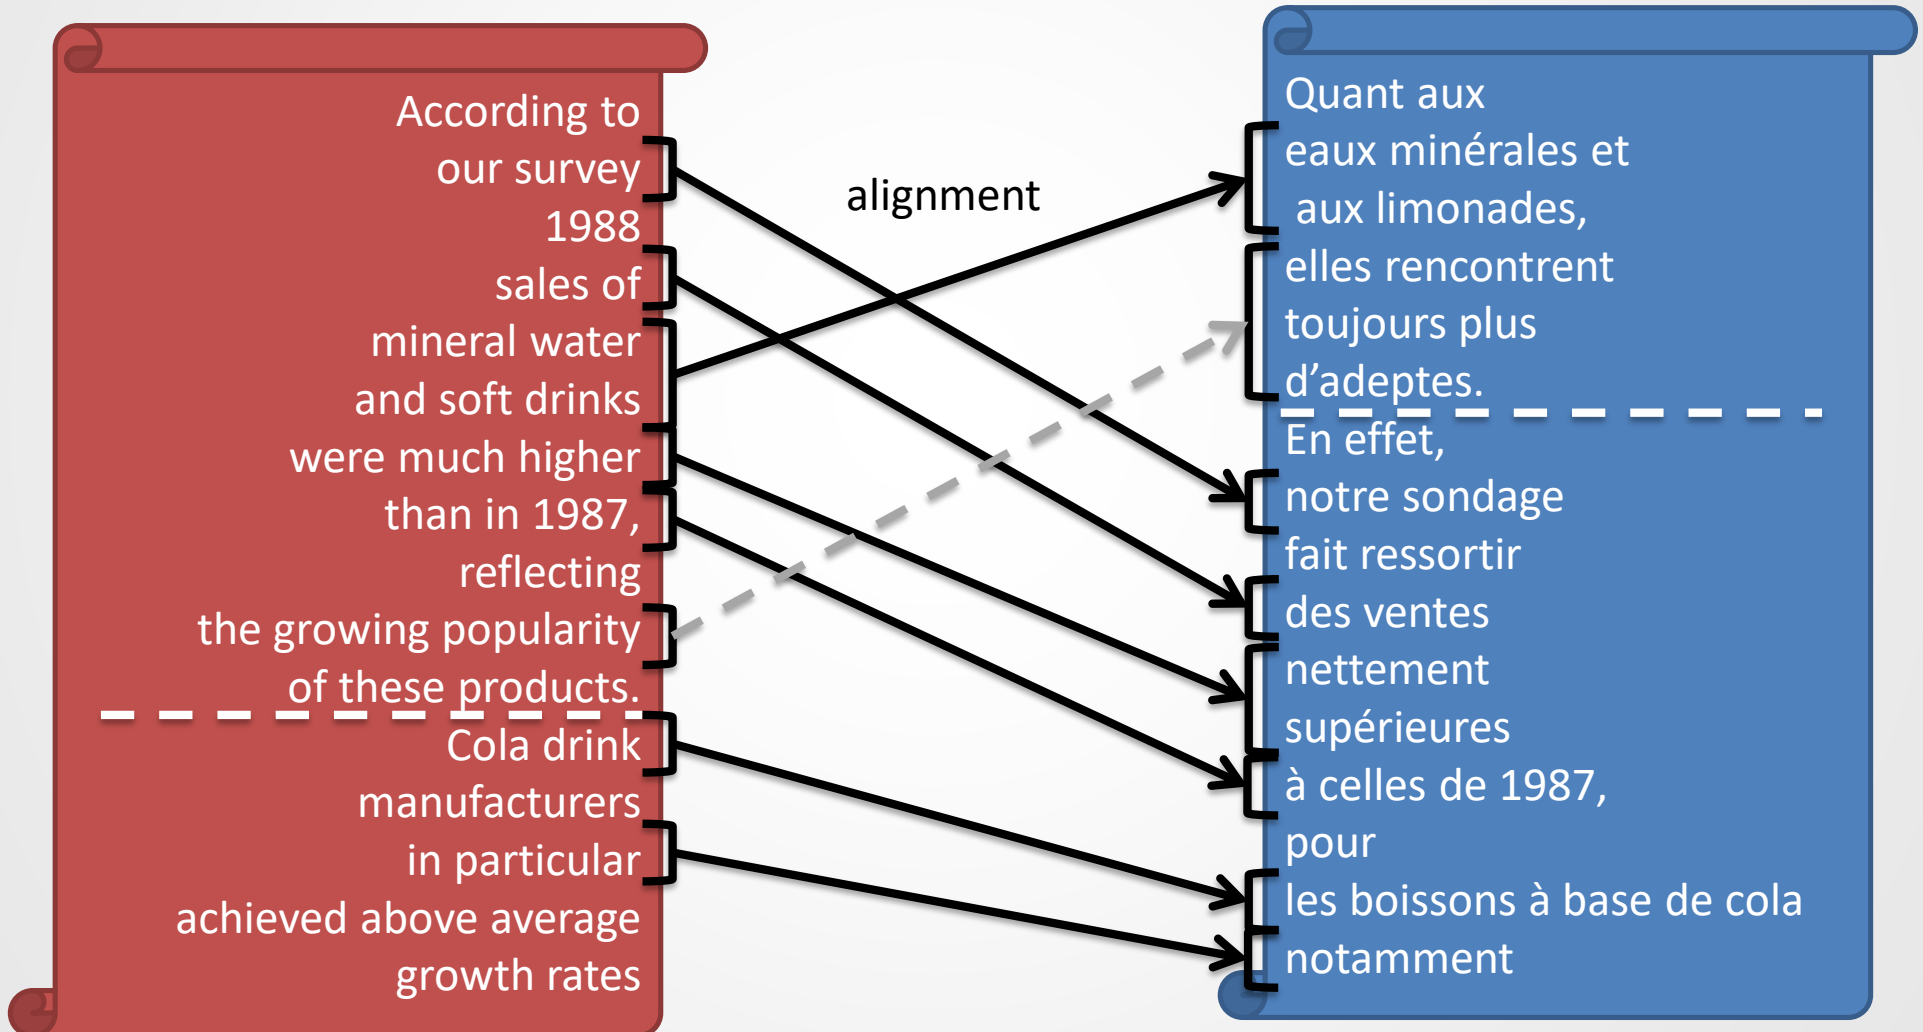 According to
our survey
1988
sales of
mineral water
and soft drinks
were much higher
than in 1987,
reflecting
the growing popularity
of these products.
Cola drink
manufacturers
in particular
achieved above average
growth rates
alignment
Quant aux
eaux minérales et
aux limonades,
elles rencontrent
toujours plus
d’adeptes.
En effet,
notre sondage
fait ressortir
des ventes
nettement
supérieures
à celles de 1987,
pour
les boissons à base de cola
notamment